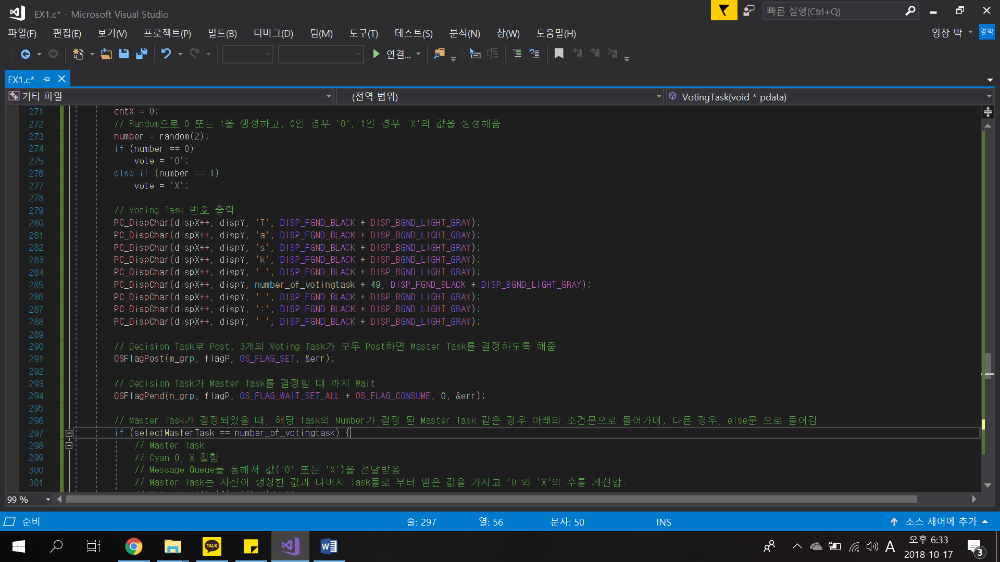 EX1.c* - Microsoft Visual Studio
빠른 실행(Ctrl+Q)
파일(F) 편집(E) 보기(V) 프로젝트(P) 빌드(B) 디버그(D) 팀(M) 도구(T) 테스트(S) 분석(N) 창(W) 도움말(H)
영창 박
영박
연결...
EX1.c*
기타 파일
(전역 범위)
VotingTask(void * pdata)
271 cntX = 0;
272 // Random으로 0 또는 1을 생성하고, 0인 경우 'O', 1인 경우 'X'의 값을 생성해줌
273 number = random(2);
274 if (number == 0)
275 vote = 'O';
276 else if (number == 1)
277 vote = 'X';
278
279 // Voting Task 번호 출력
280 PC_DispChar(dispX++, dispY, 'T', DISP_FGND_BLACK + DISP_BGND_LIGHT_GRAY);
281 PC_DispChar(dispX++, dispY, 'a', DISP_FGND_BLACK + DISP_BGND_LIGHT_GRAY);
282 PC_DispChar(dispX++, dispY, 's', DISP_FGND_BLACK + DISP_BGND_LIGHT_GRAY);
283 PC_DispChar(dispX++, dispY, 'k', DISP_FGND_BLACK + DISP_BGND_LIGHT_GRAY);
284 PC_DispChar(dispX++, dispY, ' ', DISP_FGND_BLACK + DISP_BGND_LIGHT_GRAY);
285 PC_DispChar(dispX++, dispY, number_of_votingtask + 49, DISP_FGND_BLACK + DISP_BGND_LIGHT_GRAY);
286 PC_DispChar(dispX++, dispY, ' ', DISP_FGND_BLACK + DISP_BGND_LIGHT_GRAY);
287 PC_DispChar(dispX++, dispY, ':', DISP_FGND_BLACK + DISP_BGND_LIGHT_GRAY);
288 PC_DispChar(dispX++, dispY, ' ', DISP_FGND_BLACK + DISP_BGND_LIGHT_GRAY);
289
290 // Decision Task로 Post, 3개의 Voting Task가 모두 Post하면 Master Task를 결정하도록 해줌
291 OSFlagPost(m_grp, flagP, OS_FLAG_SET, &err);
292
293 // Decision Task가 Master Task를 결정할 때 까지 Wait
294 OSFlagPend(n_grp, flagP, OS_FLAG_WAIT_SET_ALL + OS_FLAG_CONSUME, 0, &err);
295
296 // Master Task가 결정되었을 때, 해당 Task의 Number가 결정 된 Master Task 같은 경우 아래의 조건문으로 들어가며, 다른 경우, else문 으로 들어감
297 if (selectMasterTask == number_of_votingtask) {
298 // Master Task
299 // Cyan O, X 칠함
300 // Message Queue를 통해서 값('O' 또는 'X')을 전달받음
301 // Master Task는 자신이 생성한 값과 나머지 Task들로 부터 받은 값을 가지고 'O'와 'X'의 수를 계산함.
99 %
준비
줄: 297 열: 56 문자: 50 INS
소스 제어에 추가
TALK
A
오후 6:33
2018-10-17
3